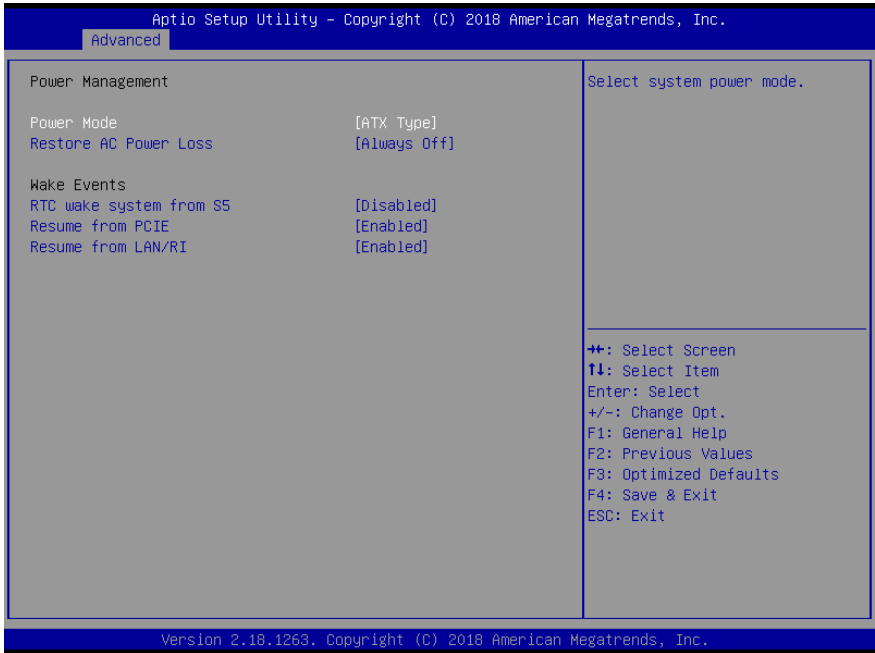 Aptio Setup Utility – Copyright (C) 2018 American Megatrends, Inc.
Advanced
Power Management
Power Mode [ATX Type]
Restore AC Power Loss [Always Off]
Wake Events
RTC wake system from S5 [Disabled]
Resume from PCIE [Enabled]
Resume from LAN/RI [Enabled]
Select system power mode.
→←: Select Screen
↑↓: Select Item
Enter: Select
+/-: Change Opt.
F1: General Help
F2: Previous Values
F3: Optimized Defaults
F4: Save & Exit
ESC: Exit
Version 2.18.1263. Copyright (C) 2018 American Megatrends, Inc.